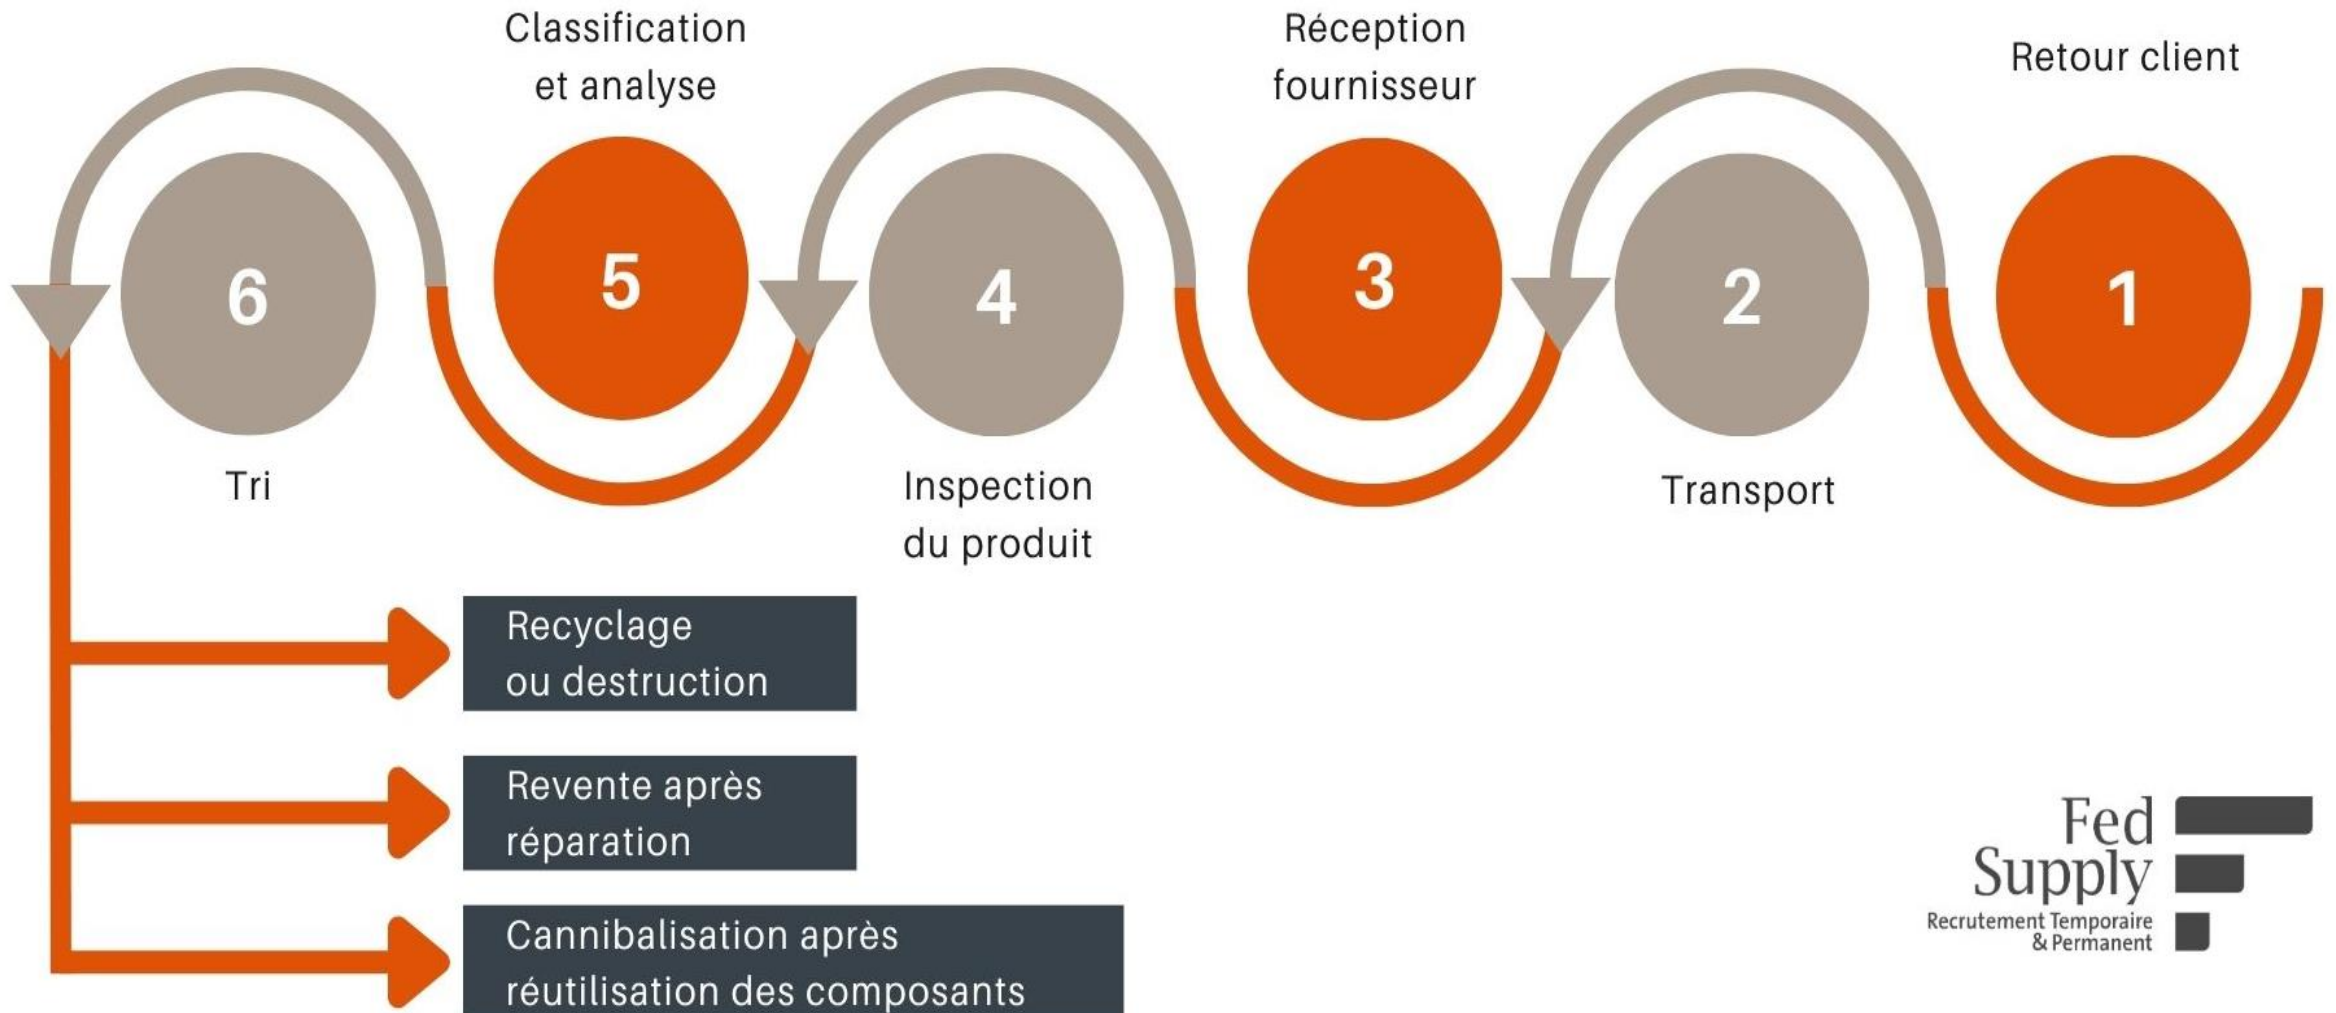 Classification
et analyse
Réception
fournisseur
Retour client
6
5
4
3
2
1
Tri
Inspection
du produit
Transport
Recyclage
ou destruction
Revente après
réparation
Cannibalisation après
réutilisation des composants
Fed
Supply
Recrutement Temporaire
& Permanent